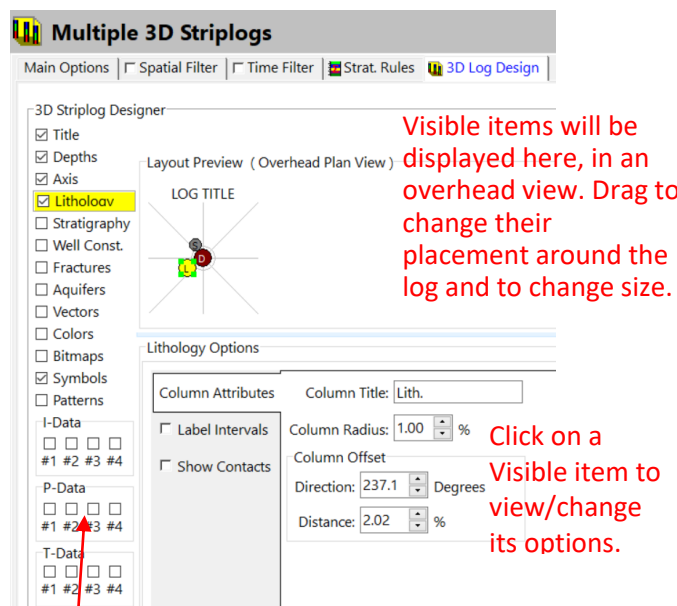 Multiple 3D Striplogs
Main Options Spatial Filter Time Filter Strat. Rules 3D Log Design
3D Striplog Designer
Title
Depths
Axis
Lithology
Stratigraphy
Well Const.
Fractures
Aquifers
Vectors
Colors
Bitmaps
Symbols
Patterns
I-Data
#1 #2 #3 #4
P-Data
#1 #2 #3 #4
T-Data
#1 #2 #3 #4
Layout Preview ( Overhead Plan View )
LOG TITLE
S
D
L
Visible items will be
displayed here, in an
overhead view. Drag to
change their
placement around the
log and to change size.
Lithology Options
Column Attributes
Label Intervals
Show Contacts
Column Title: Lith.
Column Radius: 1.00 %
Column Offset
Direction: 237.1 Degrees
Distance: 2.02 %
Click on a
Visible item to
view/change
its options.